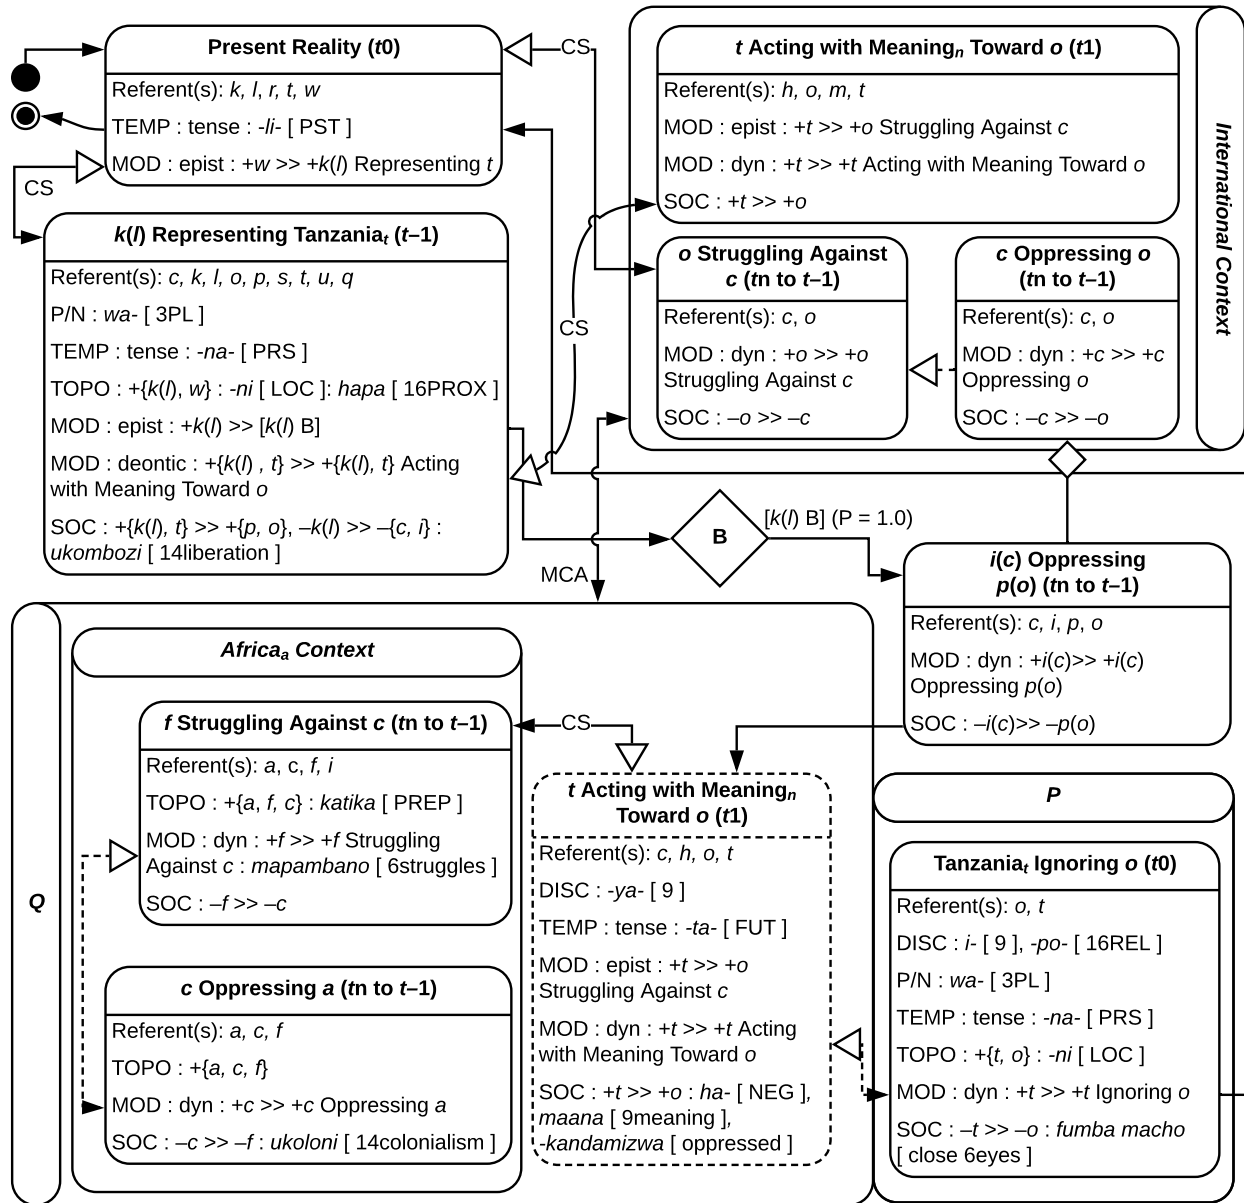 Present Reality (t0)
Referent(s): k, l, r, t, w
TEMP : tense : -li- [ PST ]
MOD : epist : +w >> +k(l) Representing t
CS
CS
k(l) Representing Tanzaniat (t–1)
Referent(s): c, k, l, o, p, s, t, u, q
P/N : wa- [ 3PL ]
TEMP : tense : -na- [ PRS ]
TOPO : +{k(l), w} : -ni [ LOC ]: hapa [ 16PROX ]
MOD : epist : +k(l) >> [k(l) B]
MOD : deontic : +{k(l) , t} >> +{k(l), t} Acting
with Meaning Toward o
SOC : +{k(l), t} >> +{p, o}, –k(l) >> –{c, i} :
ukombozi [ 14liberation ]
CS
International Context
t Acting with Meaningn Toward o (t1)
Referent(s): h, o, m, t
MOD : epist : +t >> +o Struggling Against c
MOD : dyn : +t >> +t Acting with Meaning Toward o
SOC : +t >> +o
o Struggling Against
c (tn to t–1)
Referent(s): c, o
MOD : dyn : +o >> +o
Struggling Against c
SOC : –o >> –c
c Oppressing o
(tn to t–1)
Referent(s): c, o
MOD : dyn : +c >> +c
Oppressing o
SOC : –c >> –o
B
[k(l) B] (P = 1.0)
MCA
i(c) Oppressing
p(o) (tn to t–1)
Referent(s): c, i, p, o
MOD : dyn : +i(c)>> +i(c)
Oppressing p(o)
SOC : –i(c)>> –p(o)
Q
Africaa Context
f Struggling Against c (tn to t–1)
Referent(s): a, c, f, i
TOPO : +{a, f, c} : katika [ PREP ]
MOD : dyn : +f >> +f Struggling
Against c : mapambano [ 6struggles ]
SOC : –f >> –c
c Oppressing a (tn to t–1)
Referent(s): a, c, f
TOPO : +{a, c, f}
MOD : dyn : +c >> +c Oppressing a
SOC : –c >> –f : ukoloni [ 14colonialism ]
CS
t Acting with Meaningn
Toward o (t1)
Referent(s): c, h, o, t
DISC : -ya- [ 9 ]
TEMP : tense : -ta- [ FUT ]
MOD : epist : +t >> +o
Struggling Against c
MOD : dyn : +t >> +t Acting
with Meaning Toward o
SOC : +t >> +o : ha- [ NEG ],
maana [ 9meaning ],
-kandamizwa [ oppressed ]
P
Tanzaniat Ignoring o (t0)
Referent(s): o, t
DISC : i- [ 9 ], -po- [ 16REL ]
P/N : wa- [ 3PL ]
TEMP : tense : -na- [ PRS ]
TOPO : +{t, o} : -ni [ LOC ]
MOD : dyn : +t >> +t Ignoring o
SOC : –t >> –o : fumba macho
[ close 6eyes ]